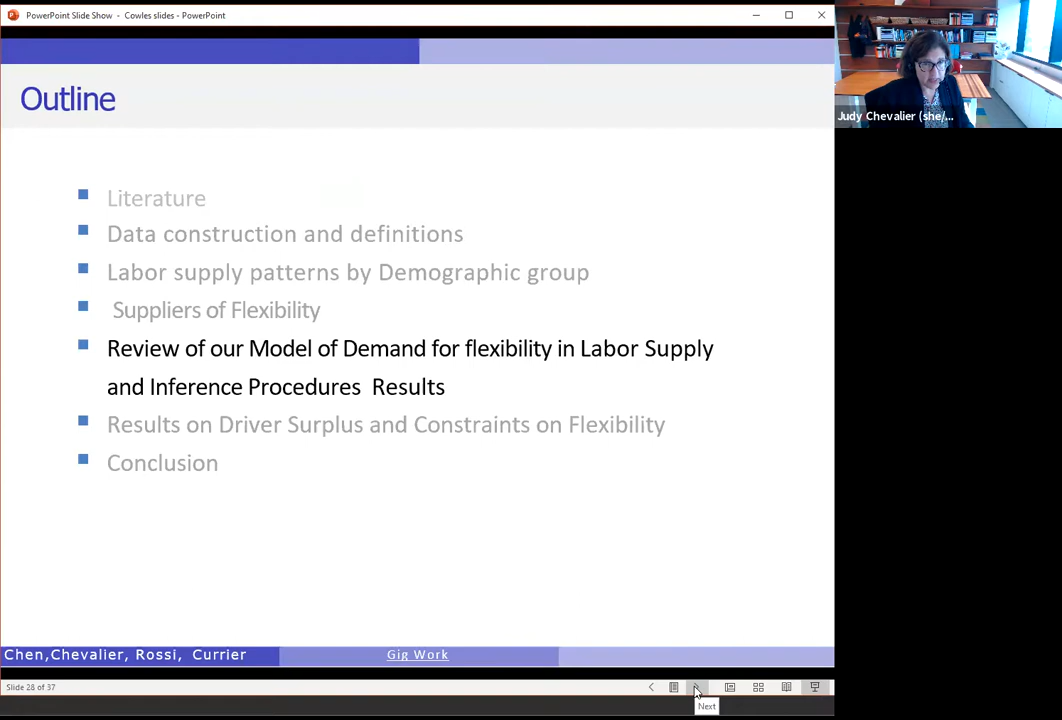 PowerPoint Slide Show - Cowles slides - PowerPoint
Outline
Judy Chevalier (she/...
Literature
Data construction and definitions
Labor supply patterns by Demographic group
Suppliers of Flexibility
Review of our Model of Demand for flexibility in Labor Supply
and Inference Procedures Results
Results on Driver Surplus and Constraints on Flexibility
Conclusion
Chen,Chevalier, Rossi, Currier
Gig Work
Slide 28 of 37
Next